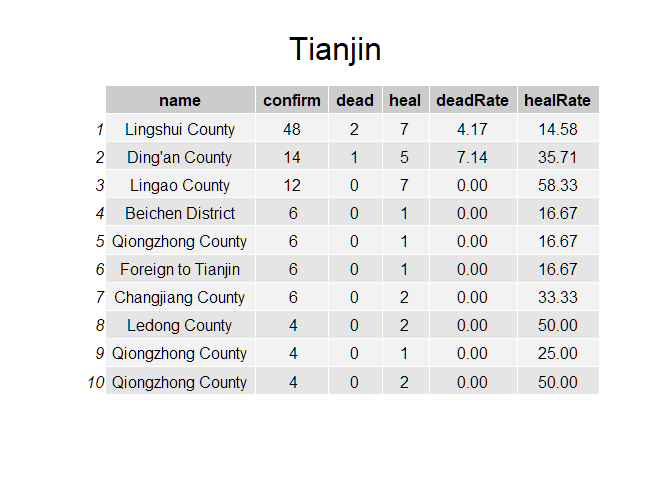 Tianjin
name confirm dead heal deadRate healRate
1 Lingshui County 48 2 7 4.17 14.58
2 Ding'an County 14 1 5 7.14 35.71
3 Lingao County 12 0 7 0.00 58.33
4 Beichen District 6 0 1 0.00 16.67
5 Qiongzhong County 6 0 1 0.00 16.67
6 Foreign to Tianjin 6 0 1 0.00 16.67
7 Changjiang County 6 0 2 0.00 33.33
8 Ledong County 4 0 2 0.00 50.00
9 Qiongzhong County 4 0 1 0.00 25.00
10 Qiongzhong County 4 0 2 0.00 50.00